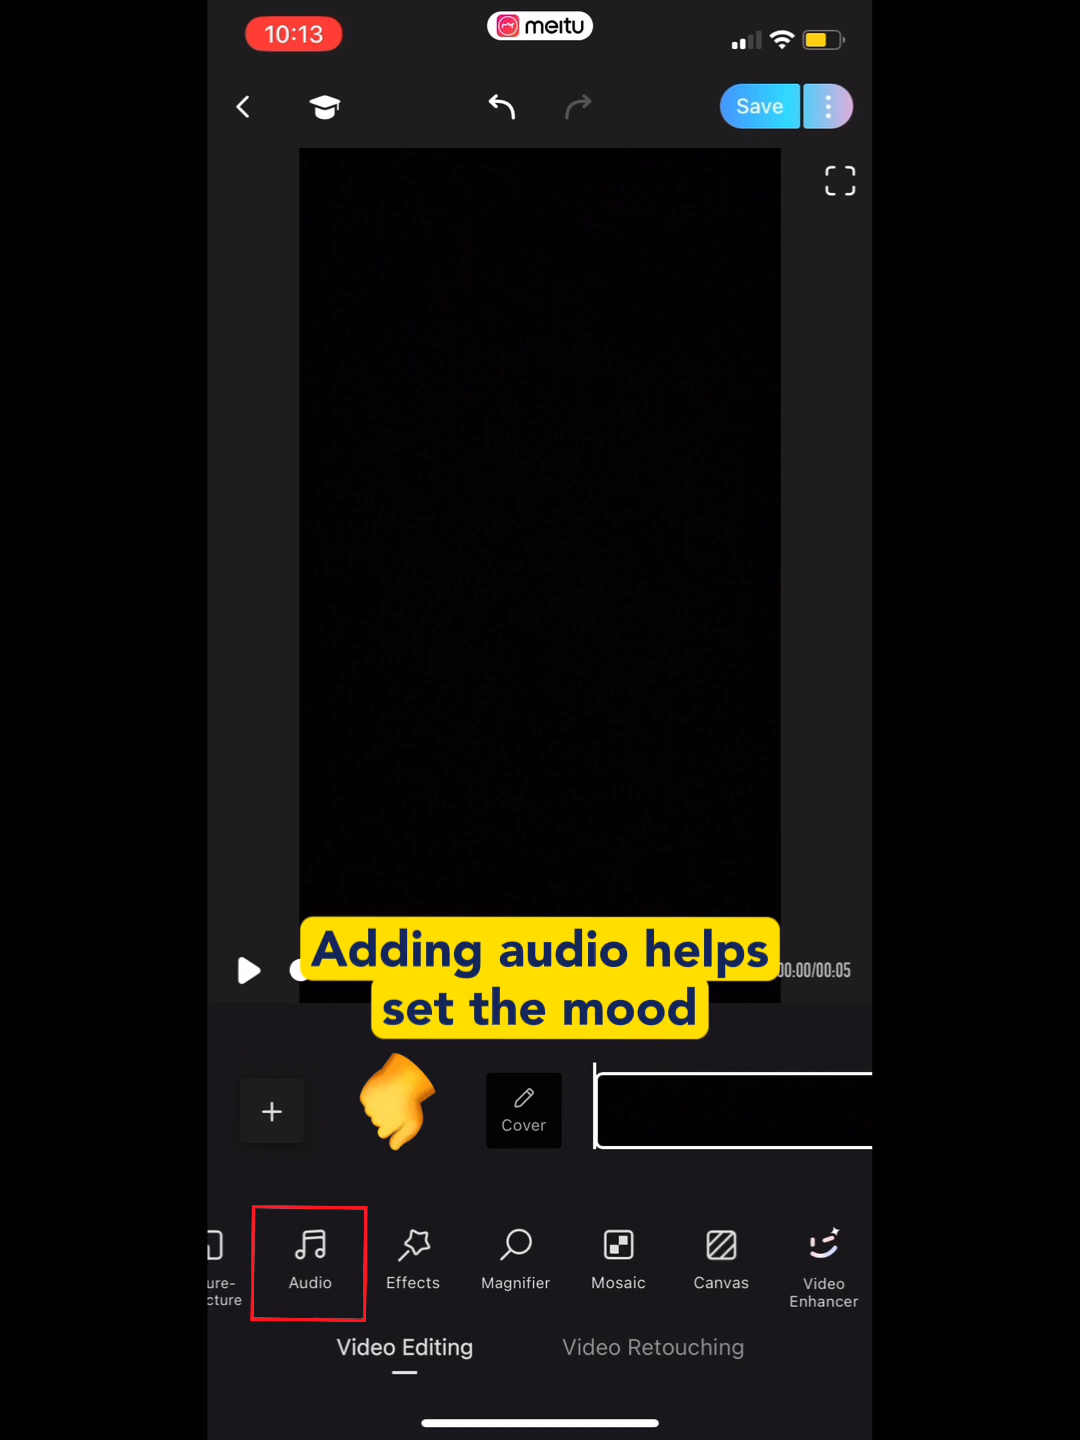 10:13
meitu
Save
Adding audio helps
set the mood
00:00/00:05
Cover
ure-
cture
Audio
Effects
Magnifier
Mosaic
Canvas
Video
Enhancer
Video Editing
Video Retouching